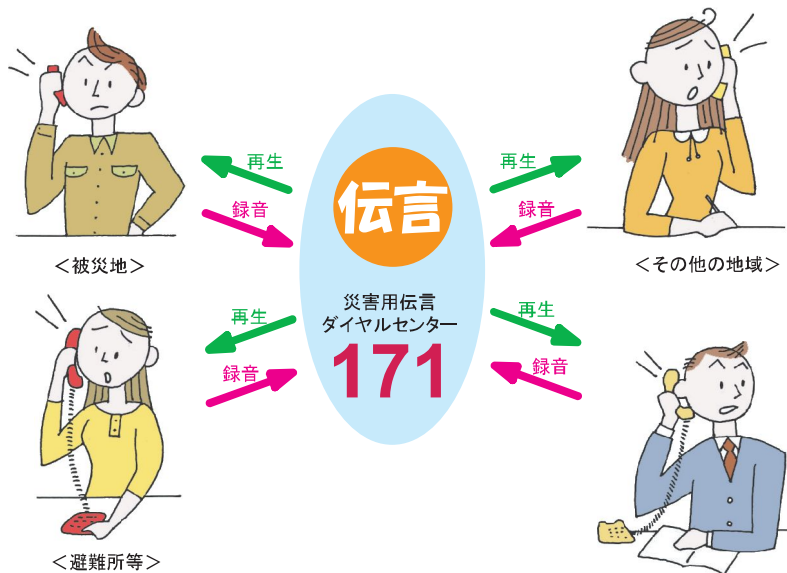 再生
録音
<被災地>
伝言
再生
録音
<その他の地域>
災害用伝言
ダイヤルセンター
171
再生
録音
<避難所等>
再生
録音